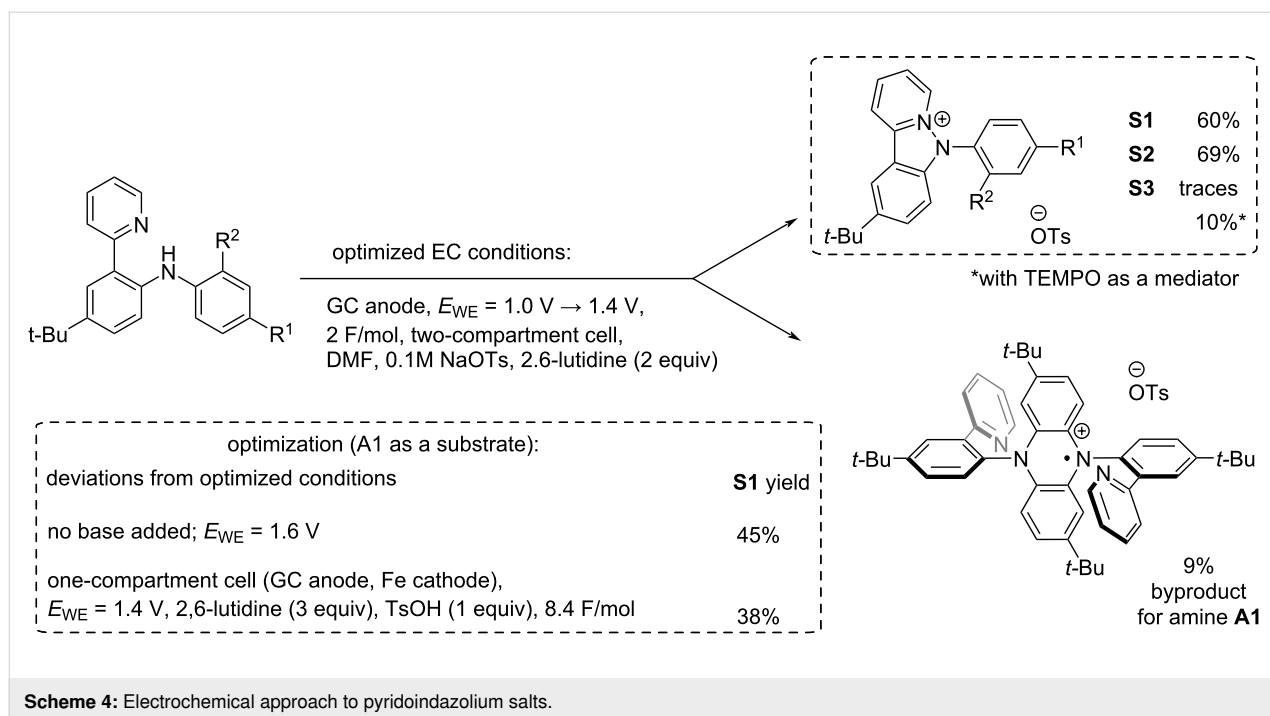 N
H
N
R²
R¹
t-Bu
optimized EC conditions:
GC anode, E_WE = 1.0 V → 1.4 V,
2 F/mol, two-compartment cell,
DMF, 0.1M NaOTs, 2.6-lutidine (2 equiv)
N⊕
N
R¹
R²
t-Bu
⊖
OTs
S1 60%
S2 69%
S3 traces
10%*
*with TEMPO as a mediator
t-Bu
⊖
OTs
N
⊕
t-Bu
N
•N
t-Bu
N
t-Bu
9%
byproduct
for amine A1
optimization (A1 as a substrate):
deviations from optimized conditions S1 yield
no base added; E_WE = 1.6 V 45%
one-compartment cell (GC anode, Fe cathode),
E_WE = 1.4 V, 2,6-lutidine (3 equiv), TsOH (1 equiv), 8.4 F/mol 38%
Scheme 4: Electrochemical approach to pyridoindazolium salts.